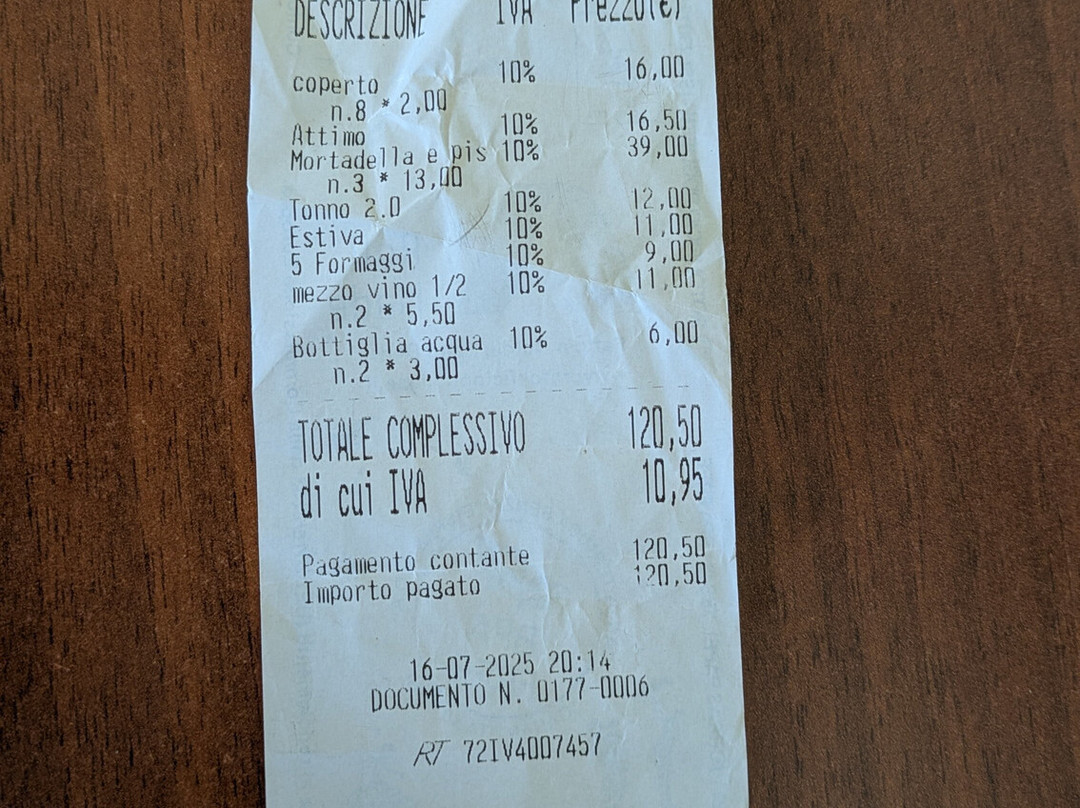 DESCRIZIONE IVA Prezzo(€)
coperto 10% 16,00
n.8 * 2,00
Attimo 10% 16,50
Mortadella e pis 10% 39,00
n.3 * 13,00
Tonno 2.0 10% 12,00
Estiva 10% 11,00
5 Formaggi 10% 9,00
mezzo vino 1/2 10% 11,00
n.2 * 5,50
Bottiglia acqua 10% 6,00
n.2 * 3,00
TOTALE COMPLESSIVO 120,50
di cui IVA 10,95
Pagamento contante 120,50
Importo pagato 120,50
16-07-2025 20:14
DOCUMENTO N. 0177-0006
RT 72IV4007457